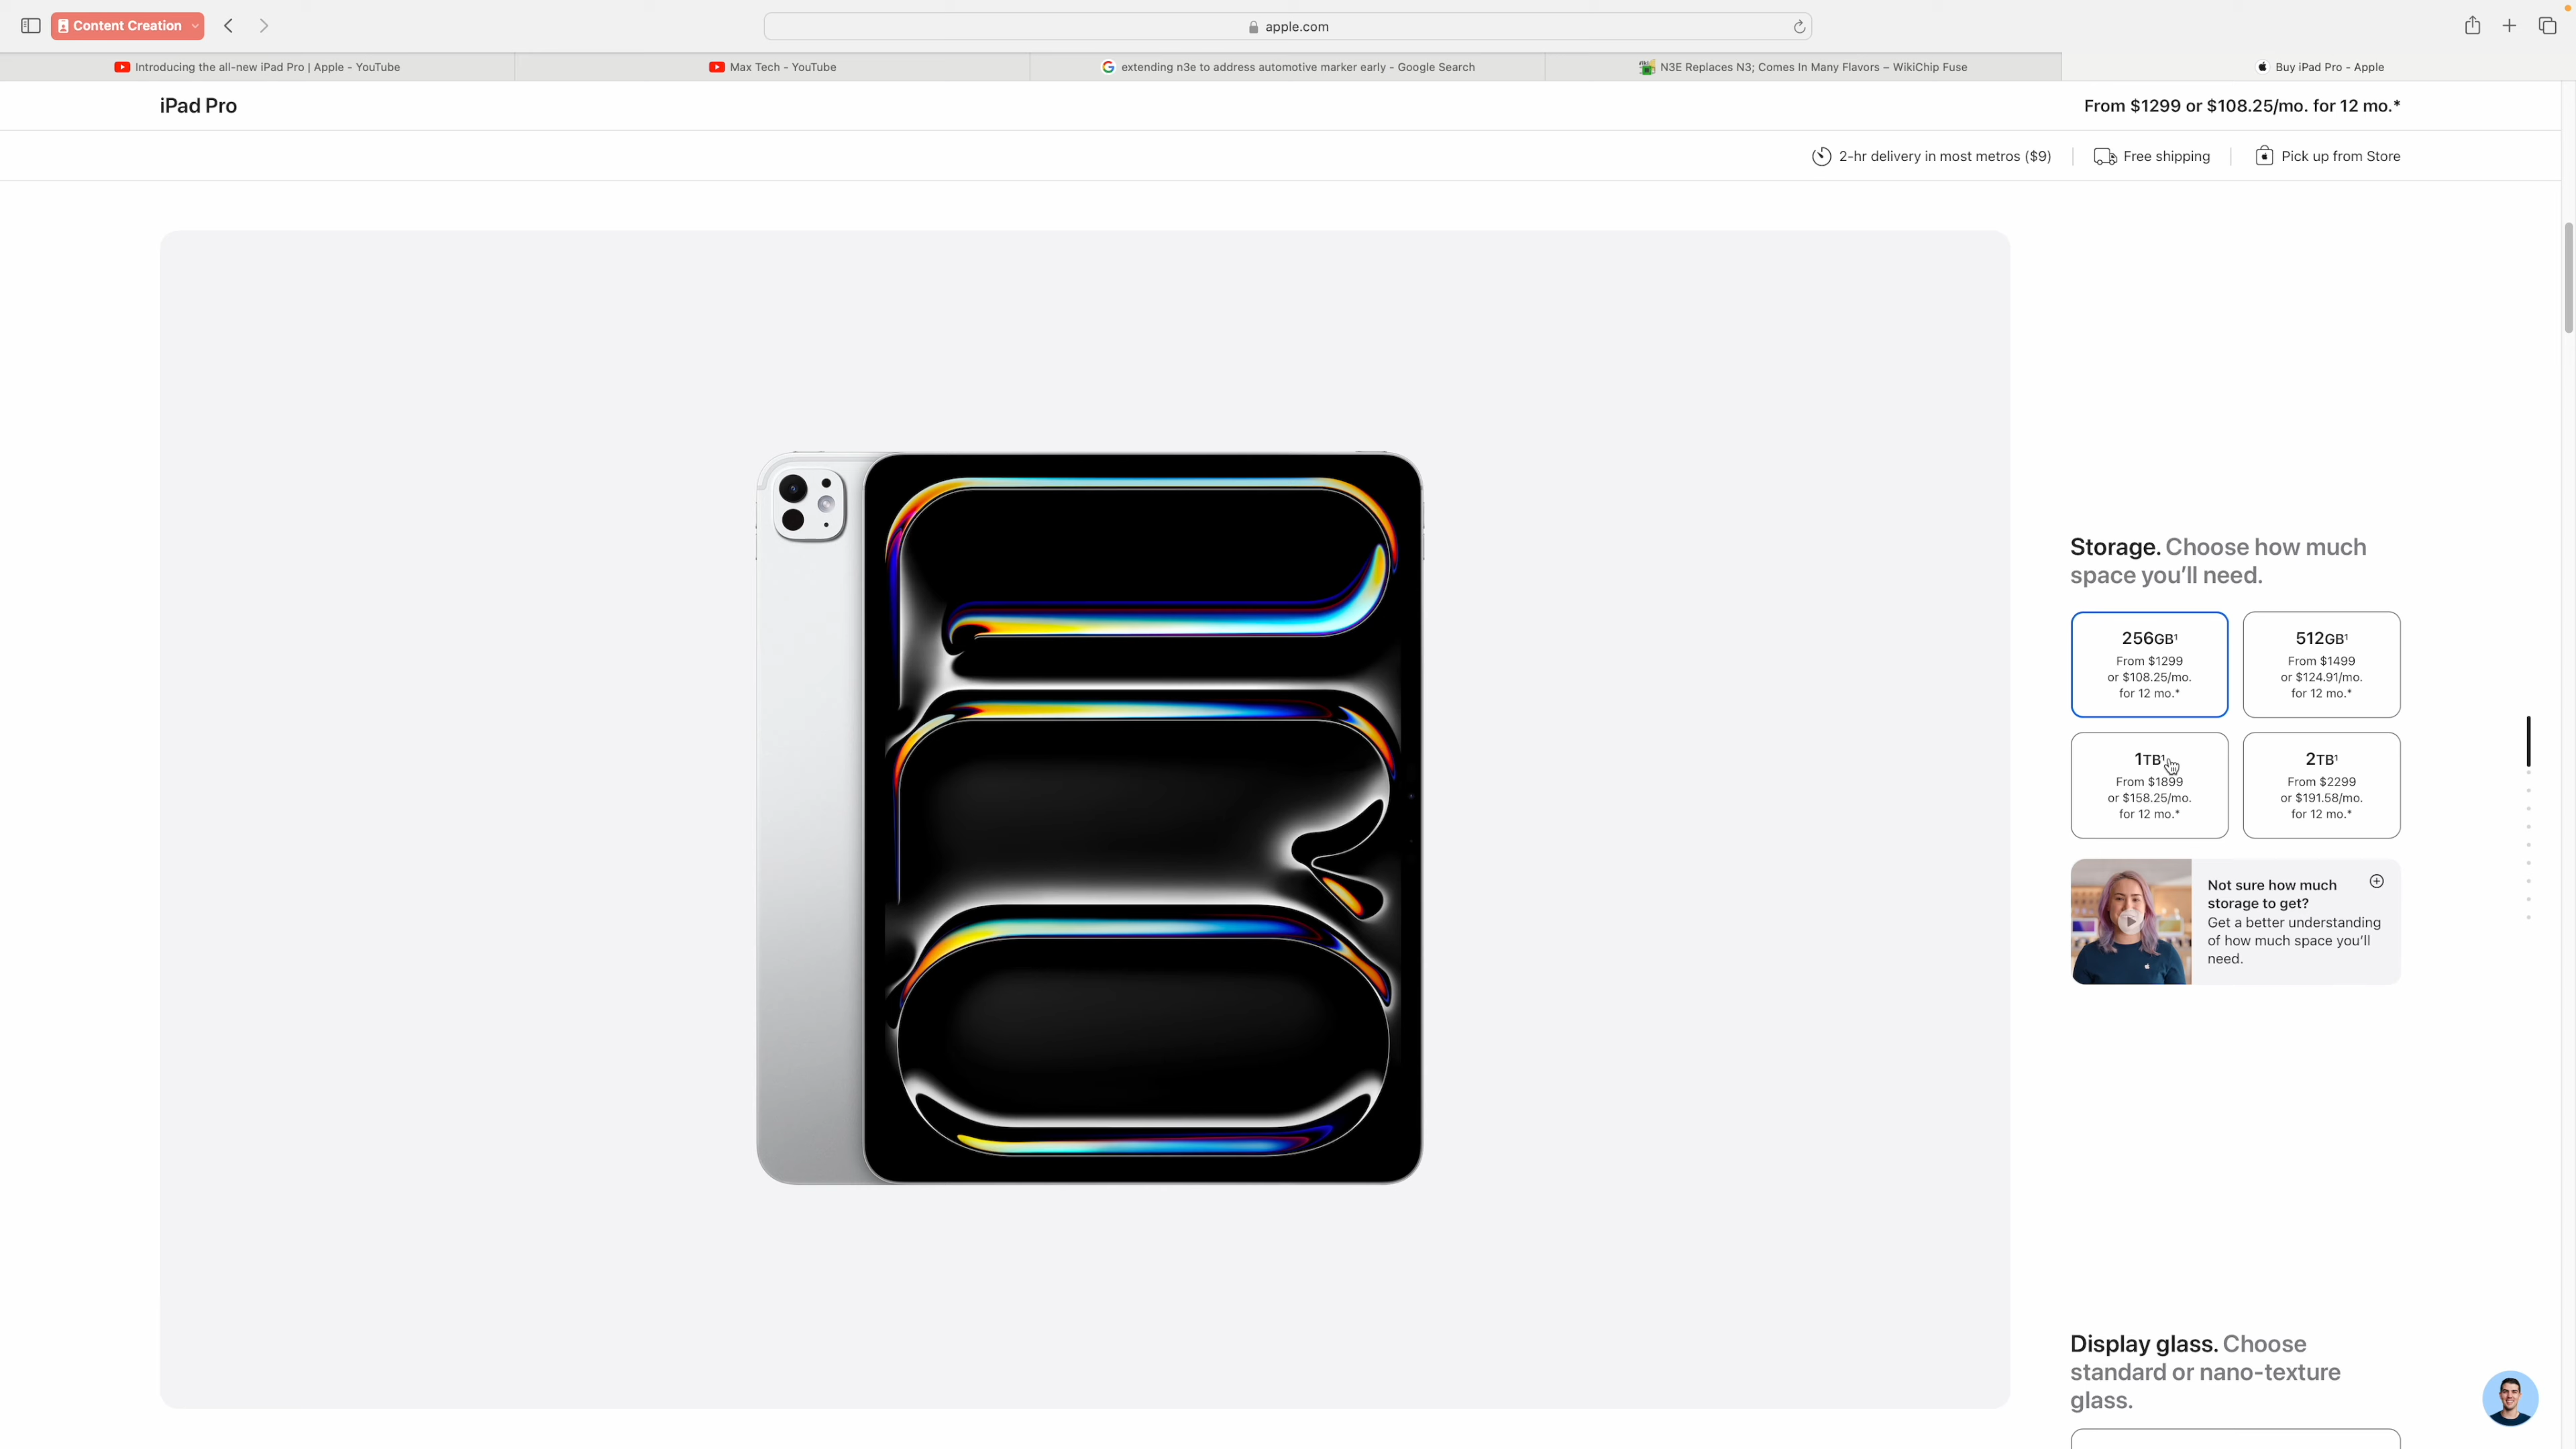 Content Creation
apple.com
Introducing the all-new iPad Pro | Apple - YouTube
Max Tech - YouTube
extending n3e to address automotive marker early - Google Search
N3E Replaces N3; Comes In Many Flavors – WikiChip Fuse
Buy iPad Pro - Apple
iPad Pro
From $1299 or $108.25/mo. for 12 mo.*
2-hr delivery in most metros ($9)
Free shipping
Pick up from Store
Storage. Choose how much
space you'll need.
256GB¹
From $1299
or $108.25/mo.
for 12 mo.*
512GB¹
From $1499
or $124.91/mo.
for 12 mo.*
1TB¹
From $1899
or $158.25/mo.
for 12 mo.*
2TB¹
From $2299
or $191.58/mo.
for 12 mo.*
Not sure how much
storage to get?
Get a better understanding
of how much space you'll
need.
Display glass. Choose
standard or nano-texture
glass.